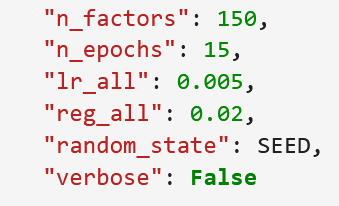 "n_factors": 150,
"n_epochs": 15,
"lr_all": 0.005,
"reg_all": 0.02,
"random_state": SEED,
"verbose": False